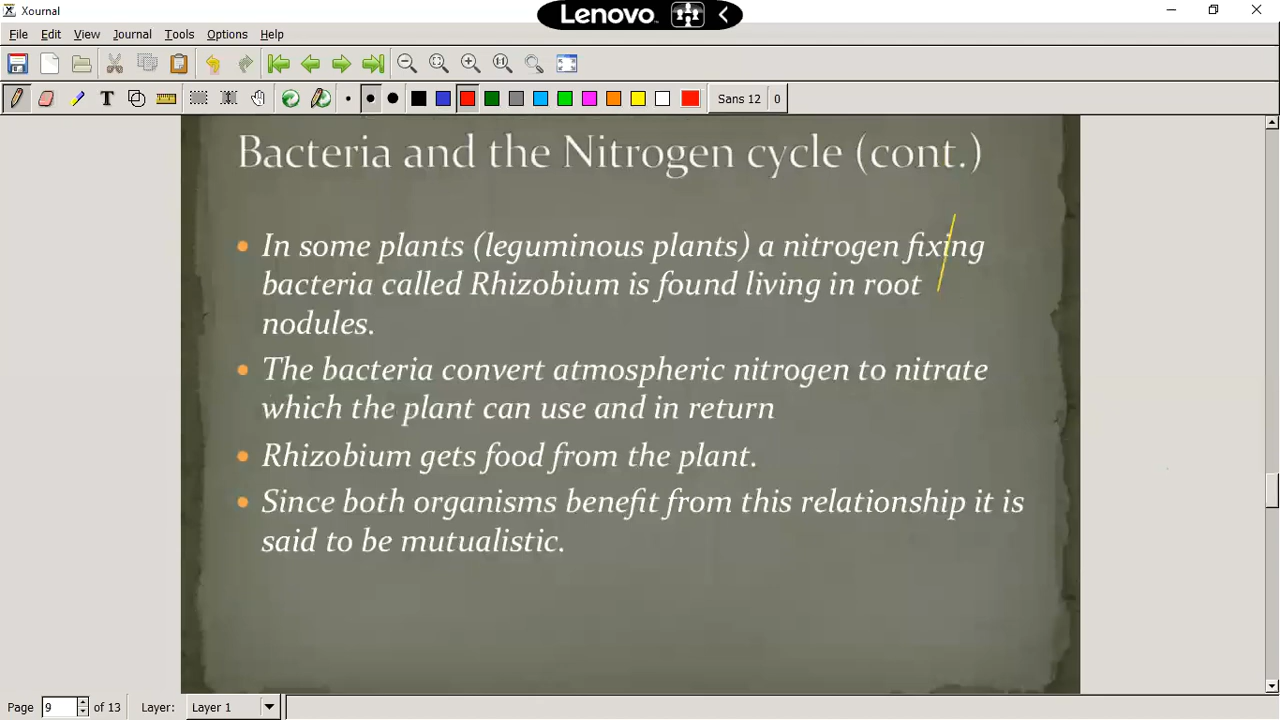 Xournal
Lenovo
File Edit View Journal Tools Options Help
Sans 12 0
Bacteria and the Nitrogen cycle (cont.)
• In some plants (leguminous plants) a nitrogen fixing
bacteria called Rhizobium is found living in root
nodules.
• The bacteria convert atmospheric nitrogen to nitrate
which the plant can use and in return
• Rhizobium gets food from the plant.
• Since both organisms benefit from this relationship it is
said to be mutualistic.
Page 9 of 13 Layer: Layer 1